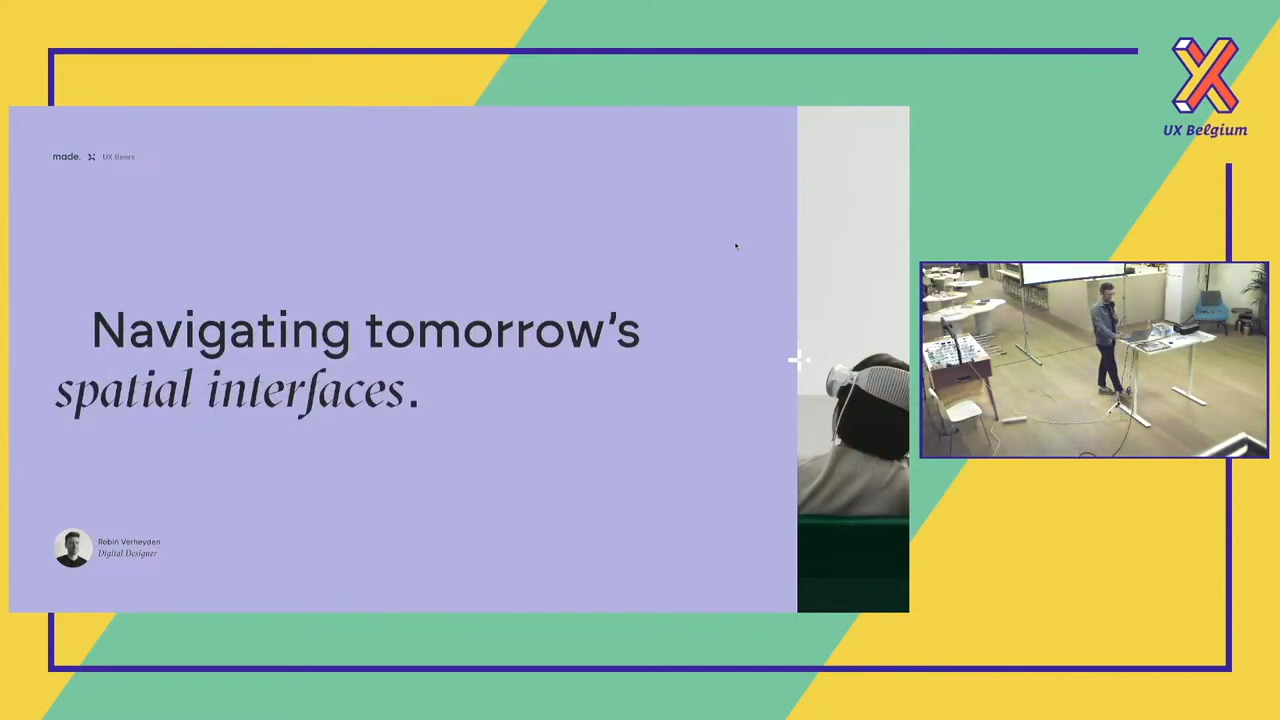 UX Belgium
made. X UX Beers
Navigating tomorrow's
spatial interfaces.
Robin Verheyden
Digital Designer